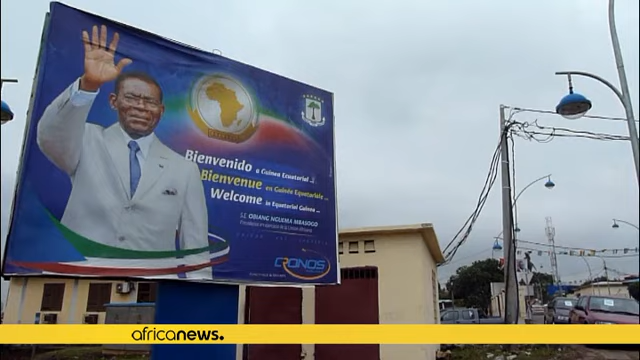 Bienvenido a Guinea Ecuatorial ...
Bienvenue en Guinée Equatoriale ...
Welcome in Equatorial Guinea ...
S.E. OBIANG NGUEMA MBASOGO
CRONOS
africanews.